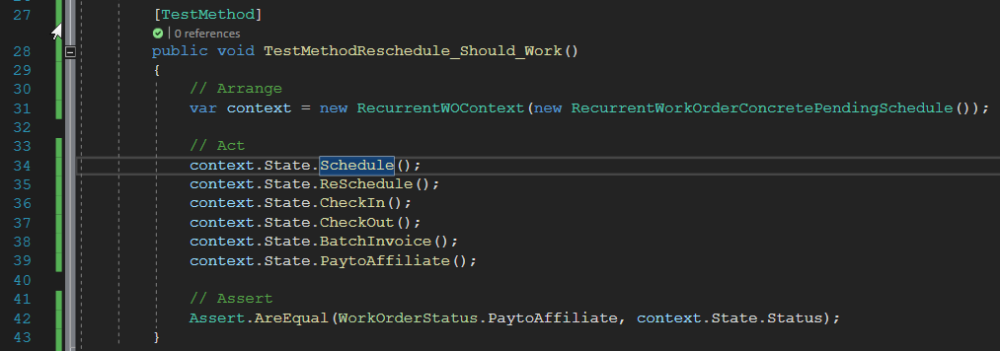 27 [TestMethod]
| 0 references
28 public void TestMethodReschedule_Should_Work()
29 {
30 // Arrange
31 var context = new RecurrentWOContext(new RecurrentWorkOrderConcretePendingSchedule());
32
33 // Act
34 context.State.Schedule();
35 context.State.ReSchedule();
36 context.State.CheckIn();
37 context.State.CheckOut();
38 context.State.BatchInvoice();
39 context.State.PaytoAffiliate();
40
41 // Assert
42 Assert.AreEqual(WorkOrderStatus.PaytoAffiliate, context.State.Status);
43 }